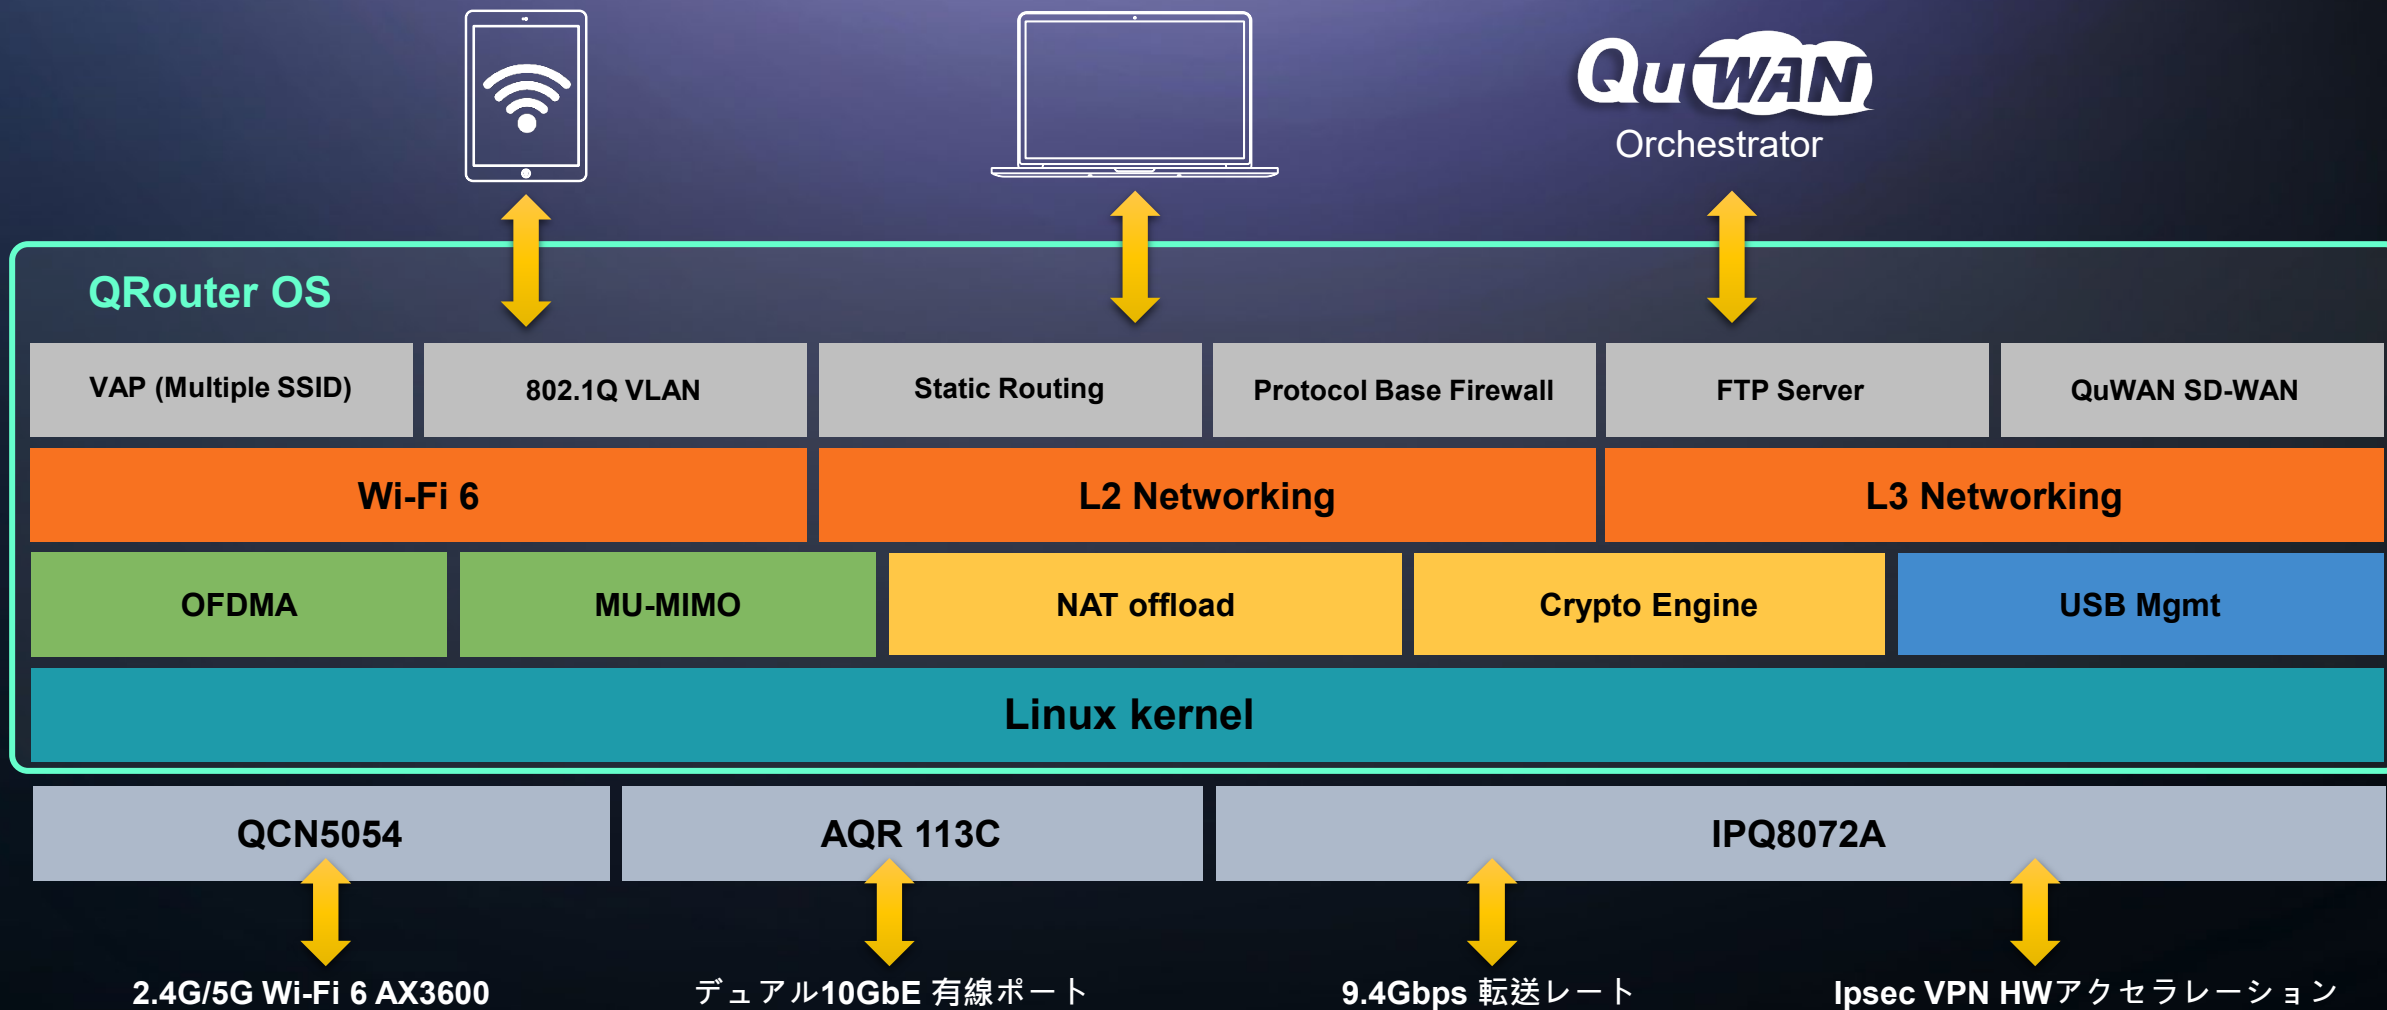 QuWAN
Orchestrator
QRouter OS
VAP (Multiple SSID)
802.1Q VLAN
Static Routing
Protocol Base Firewall
FTP Server
QuWAN SD-WAN
Wi-Fi 6
L2 Networking
L3 Networking
OFDMA
MU-MIMO
NAT offload
Crypto Engine
USB Mgmt
Linux kernel
QCN5054
AQR 113C
IPQ8072A
2.4G/5G Wi-Fi 6 AX3600
デュアル10GbE 有線ポート
9.4Gbps 転送レート
Ipsec VPN HWアクセラレーション